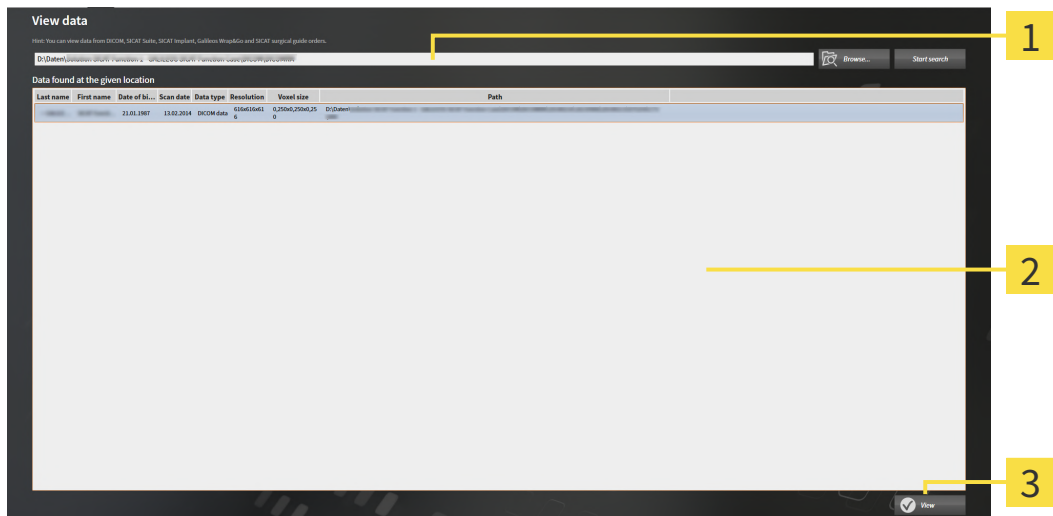 View data
Hint: You can view data from DICOM, SICAT Suite, SICAT Implant, Galileos Wrap&Go and SICAT surgical guide orders.
1
D:\Daten\
Browse...
Start search
Data found at the given location
Last name First name Date of bi... Scan date Data type Resolution Voxel size Path
21.01.1987 13.02.2014 DICOM data 616x616x61 0,250x0,250x0,25 D:\Daten\
6 0
2
3
View